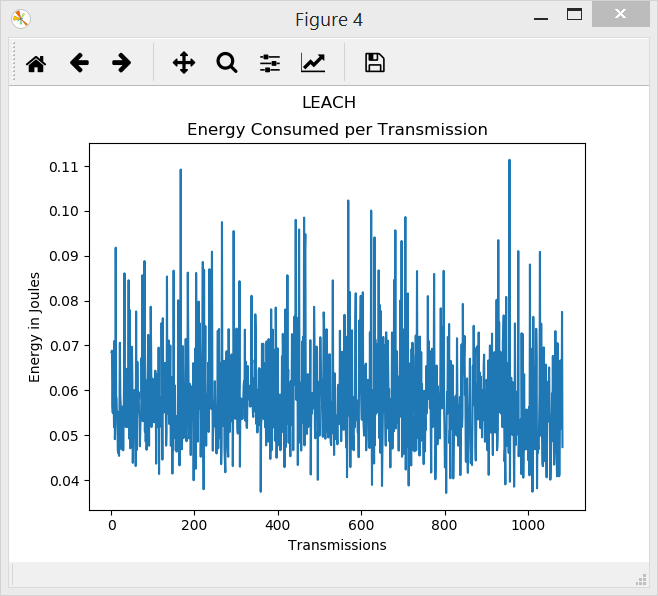 Figure 4
LEACH
Energy Consumed per Transmission
0.11
0.10
0.09
0.08
0.07
0.06
0.05
0.04
Energy in Joules
0 200 400 600 800 1000
Transmissions